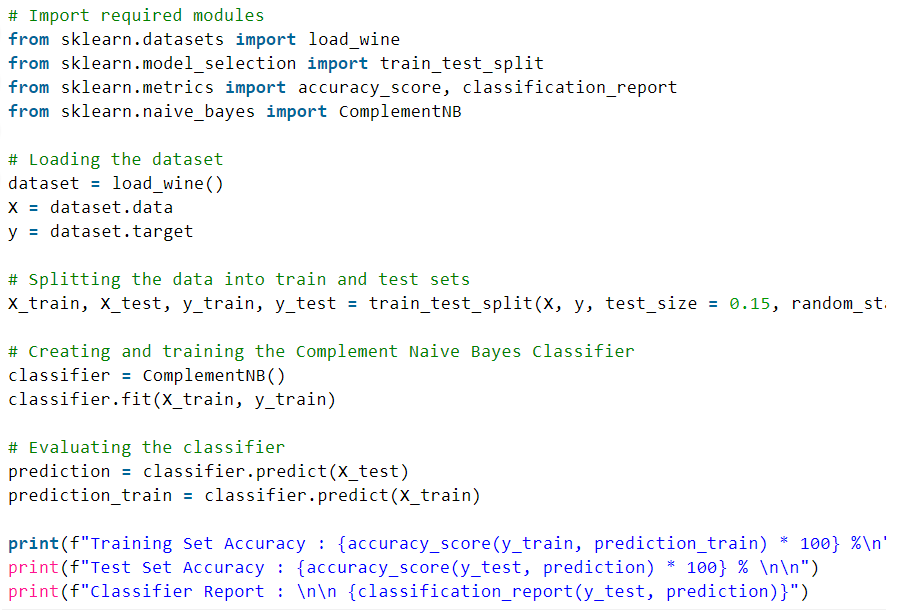 # Import required modules
from sklearn.datasets import load_wine
from sklearn.model_selection import train_test_split
from sklearn.metrics import accuracy_score, classification_report
from sklearn.naive_bayes import ComplementNB
# Loading the dataset
dataset = load_wine()
X = dataset.data
y = dataset.target
# Splitting the data into train and test sets
X_train, X_test, y_train, y_test = train_test_split(X, y, test_size = 0.15, random_st
# Creating and training the Complement Naive Bayes Classifier
classifier = ComplementNB()
classifier.fit(X_train, y_train)
# Evaluating the classifier
prediction = classifier.predict(X_test)
prediction_train = classifier.predict(X_train)
print(f"Training Set Accuracy : {accuracy_score(y_train, prediction_train) * 100} %\n"
print(f"Test Set Accuracy : {accuracy_score(y_test, prediction) * 100} % \n\n")
print(f"Classifier Report : \n\n {classification_report(y_test, prediction)}")